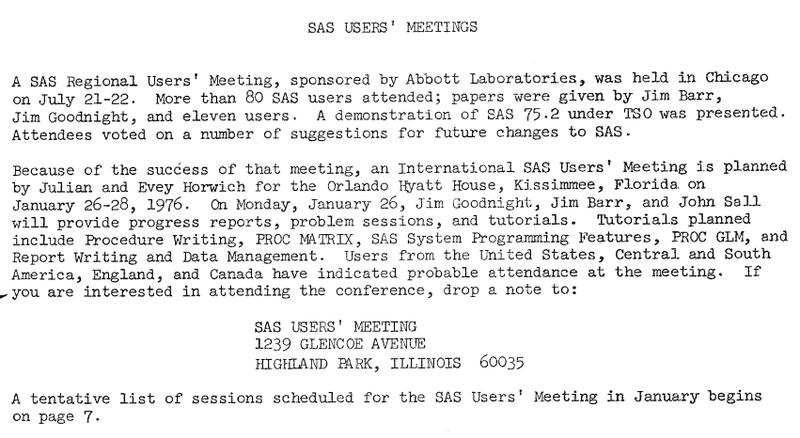 SAS USERS' MEETINGS
A SAS Regional Users' Meeting, sponsored by Abbott Laboratories, was held in Chicago
on July 21-22. More than 80 SAS users attended; papers were given by Jim Barr,
Jim Goodnight, and eleven users. A demonstration of SAS 75.2 under TSO was presented.
Attendees voted on a number of suggestions for future changes to SAS.
Because of the success of that meeting, an International SAS Users' Meeting is planned
by Julian and Evey Horwich for the Orlando Hyatt House, Kissimmee, Florida on
January 26-28, 1976. On Monday, January 26, Jim Goodnight, Jim Barr, and John Sall
will provide progress reports, problem sessions, and tutorials. Tutorials planned
include Procedure Writing, PROC MATRIX, SAS System Programming Features, PROC GLM, and
Report Writing and Data Management. Users from the United States, Central and South
America, England, and Canada have indicated probable attendance at the meeting. If
you are interested in attending the conference, drop a note to:
SAS USERS' MEETING
1239 GLENCOE AVENUE
HIGHLAND PARK, ILLINOIS 60035
A tentative list of sessions scheduled for the SAS Users' Meeting in January begins
on page 7.